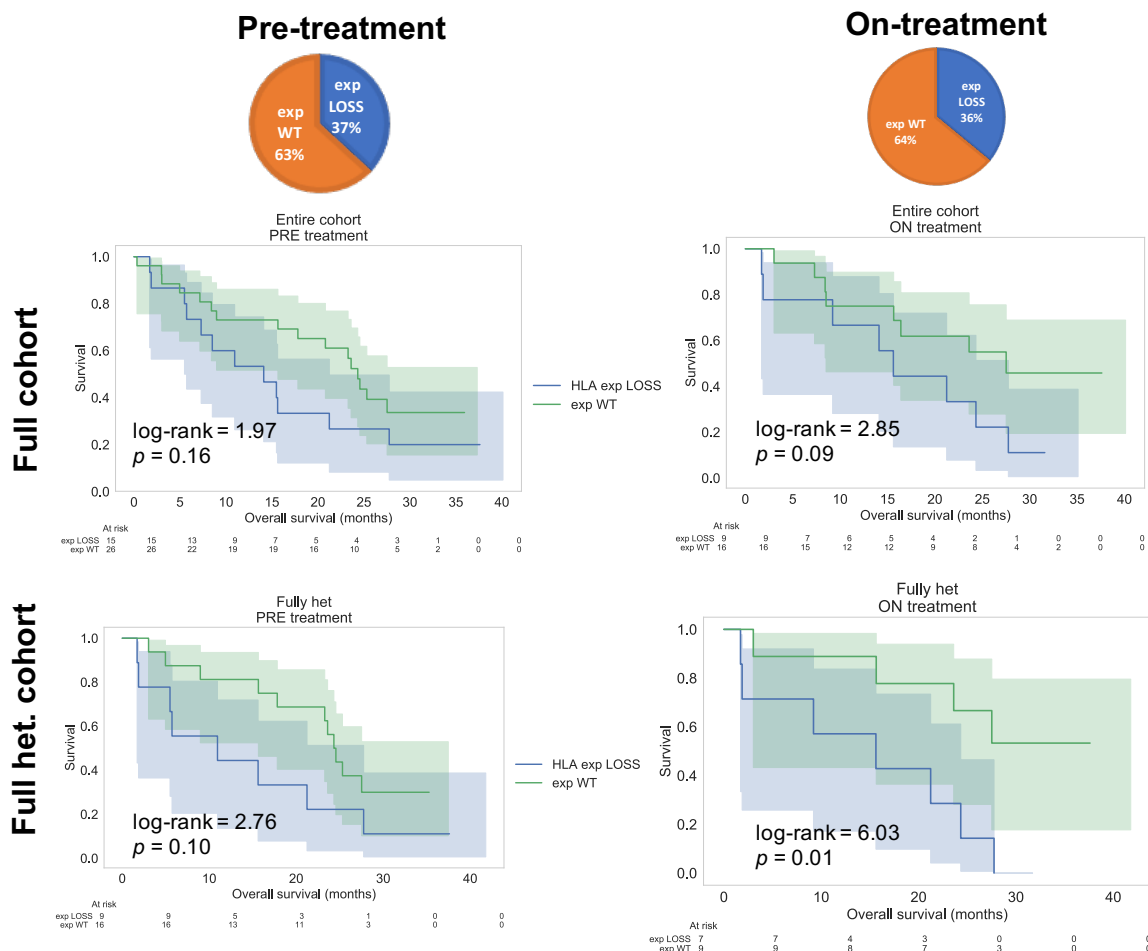 Pre-treatment
On-treatment
exp
LOSS
37%
exp
WT
63%
exp
LOSS
36%
exp WT
64%
Full cohort
Entire cohort
PRE treatment
1.0
0.8
0.6
0.4
0.2
0.0
Survival
log-rank = 1.97
p = 0.16
0 5 10 15 20 25 30 35 40
Overall survival (months)
At risk
exp LOSS 15 15 13 9 7 5 4 3 1 0 0
exp WT 26 26 22 19 19 16 10 5 2 0 0
HLA exp LOSS
exp WT
Entire cohort
ON treatment
1.0
0.8
0.6
0.4
0.2
0.0
Survival
log-rank = 2.85
p = 0.09
0 5 10 15 20 25 30 35 40
Overall survival (months)
At risk
exp LOSS 9 9 7 6 5 4 2 1 0 0 0
exp WT 16 16 15 12 12 9 8 4 2 0 0
Full het. cohort
Fully het
PRE treatment
1.0
0.8
0.6
0.4
0.2
0.0
Survival
log-rank = 2.76
p = 0.10
0 10 20 30 40
Overall survival (months)
At risk
exp LOSS 9 9 5 3 1 0 0
exp WT 16 16 13 11 3 0 0
HLA exp LOSS
exp WT
Fully het
ON treatment
1.0
0.8
0.6
0.4
0.2
0.0
Survival
log-rank = 6.03
p = 0.01
0 10 20 30 40
Overall survival (months)
At risk
exp LOSS 7 7 4 3 0 0
exp WT 9 9 8 7 3 0